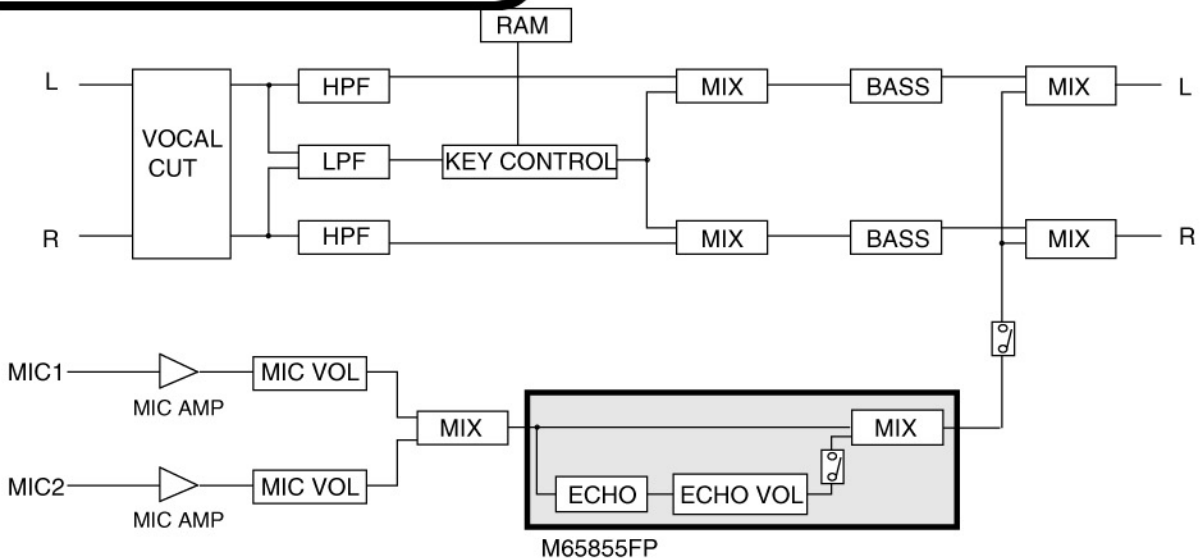 RAM
L HPF MIX BASS MIX L
VOCAL
CUT
LPF KEY CONTROL
R HPF MIX BASS MIX R
MIC1 MIC VOL
MIC AMP
MIX MIX
MIC2 MIC VOL ECHO ECHO VOL
MIC AMP
M65855FP